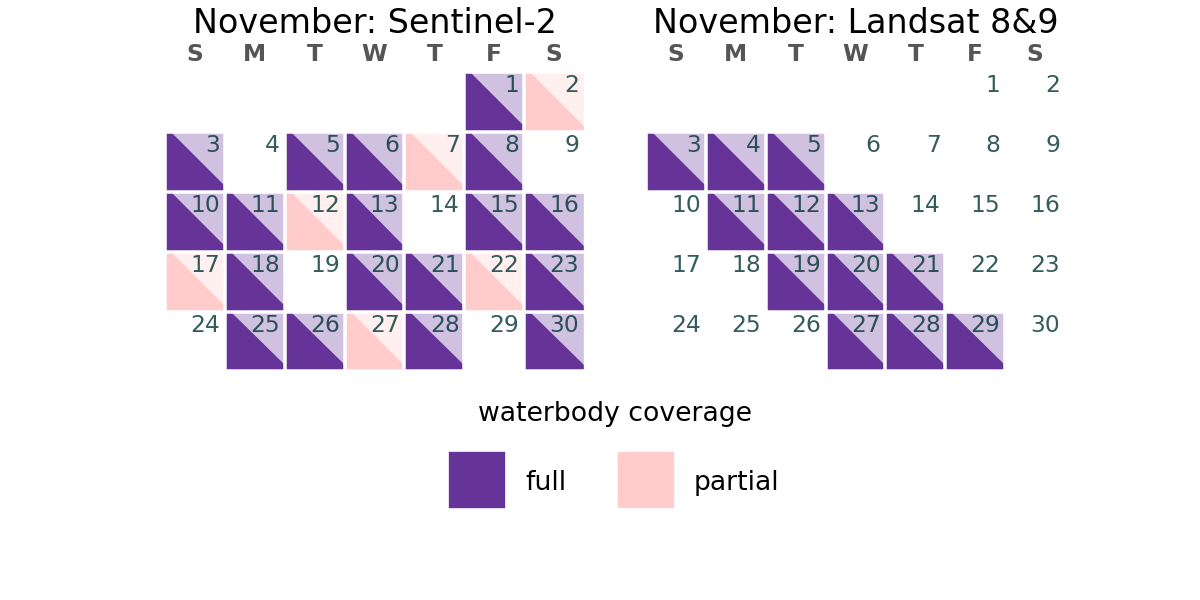 November: Sentinel-2
S M T W T F S
1 2
3 4 5 6 7 8 9
10 11 12 13 14 15 16
17 18 19 20 21 22 23
24 25 26 27 28 29 30
November: Landsat 8&9
S M T W T F S
1 2
3 4 5 6 7 8 9
10 11 12 13 14 15 16
17 18 19 20 21 22 23
24 25 26 27 28 29 30
waterbody coverage
full partial